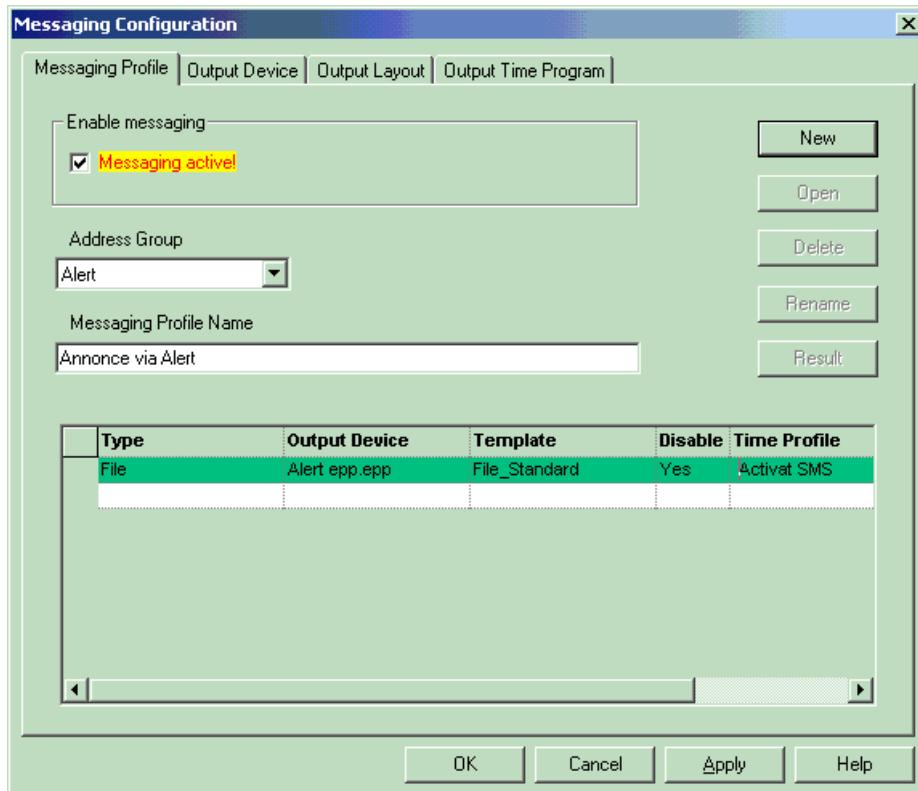 Messaging Configuration
Messaging Profile Output Device Output Layout Output Time Program
Enable messaging
Messaging active!
New
Open
Address Group
Delete
Alert
Rename
Messaging Profile Name
Annonce via Alert
Result
Type Output Device Template Disable Time Profile
File Alert epp.epp File_Standard Yes Activat SMS
OK Cancel Apply Help